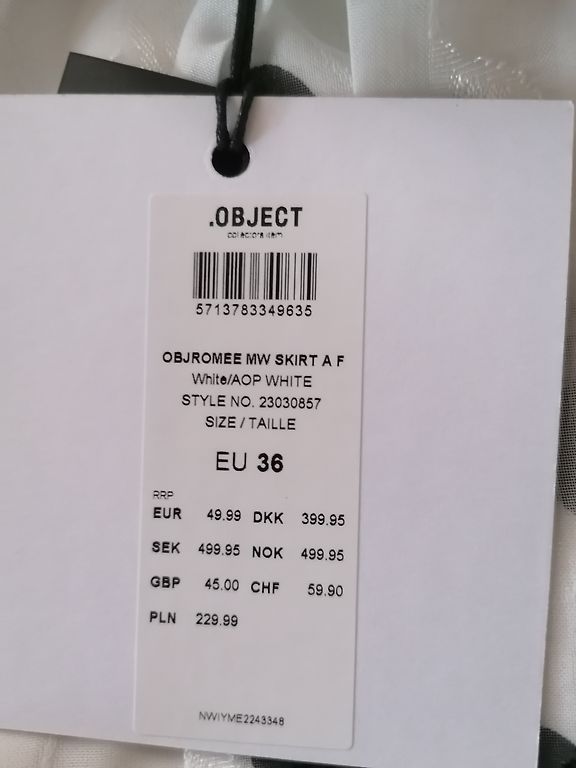 .OBJECT
collectors item
5713783349635
OBJROMEE MW SKIRT A F
White/AOP WHITE
STYLE NO. 23030857
SIZE / TAILLE
EU 36
RRP
EUR 49.99 DKK 399.95
SEK 499.95 NOK 499.95
GBP 45.00 CHF 59.90
PLN 229.99
NWIYME2243348